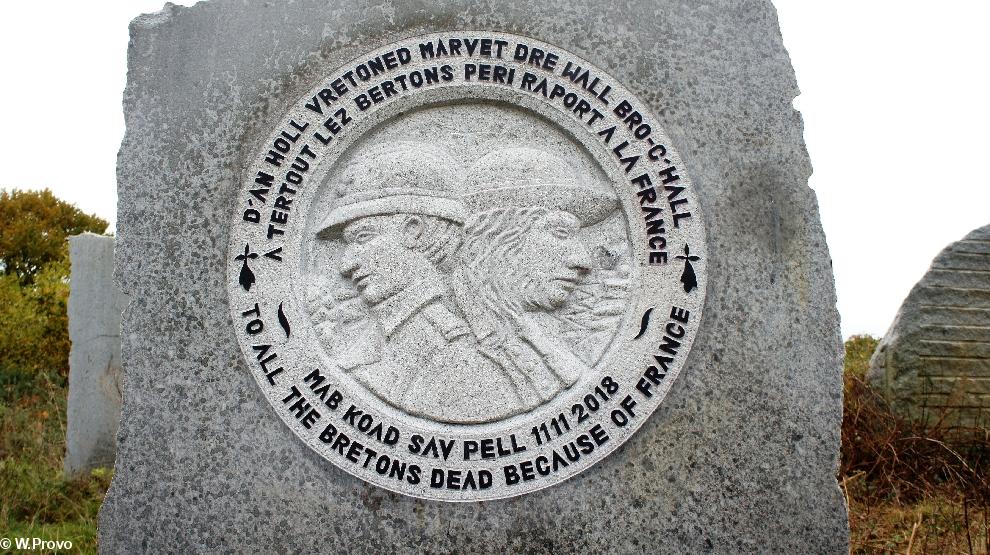 D'AN HOLL VRETONED MARVET DRE WALL BRO-C'HALL
A TERTOUT LEZ BERTONS PERI RAPORT A LA FRANCE
MAB KOAD SAV PELL 11 11 2018
TO ALL THE BRETONS DEAD BECAUSE OF FRANCE
© W.Provo